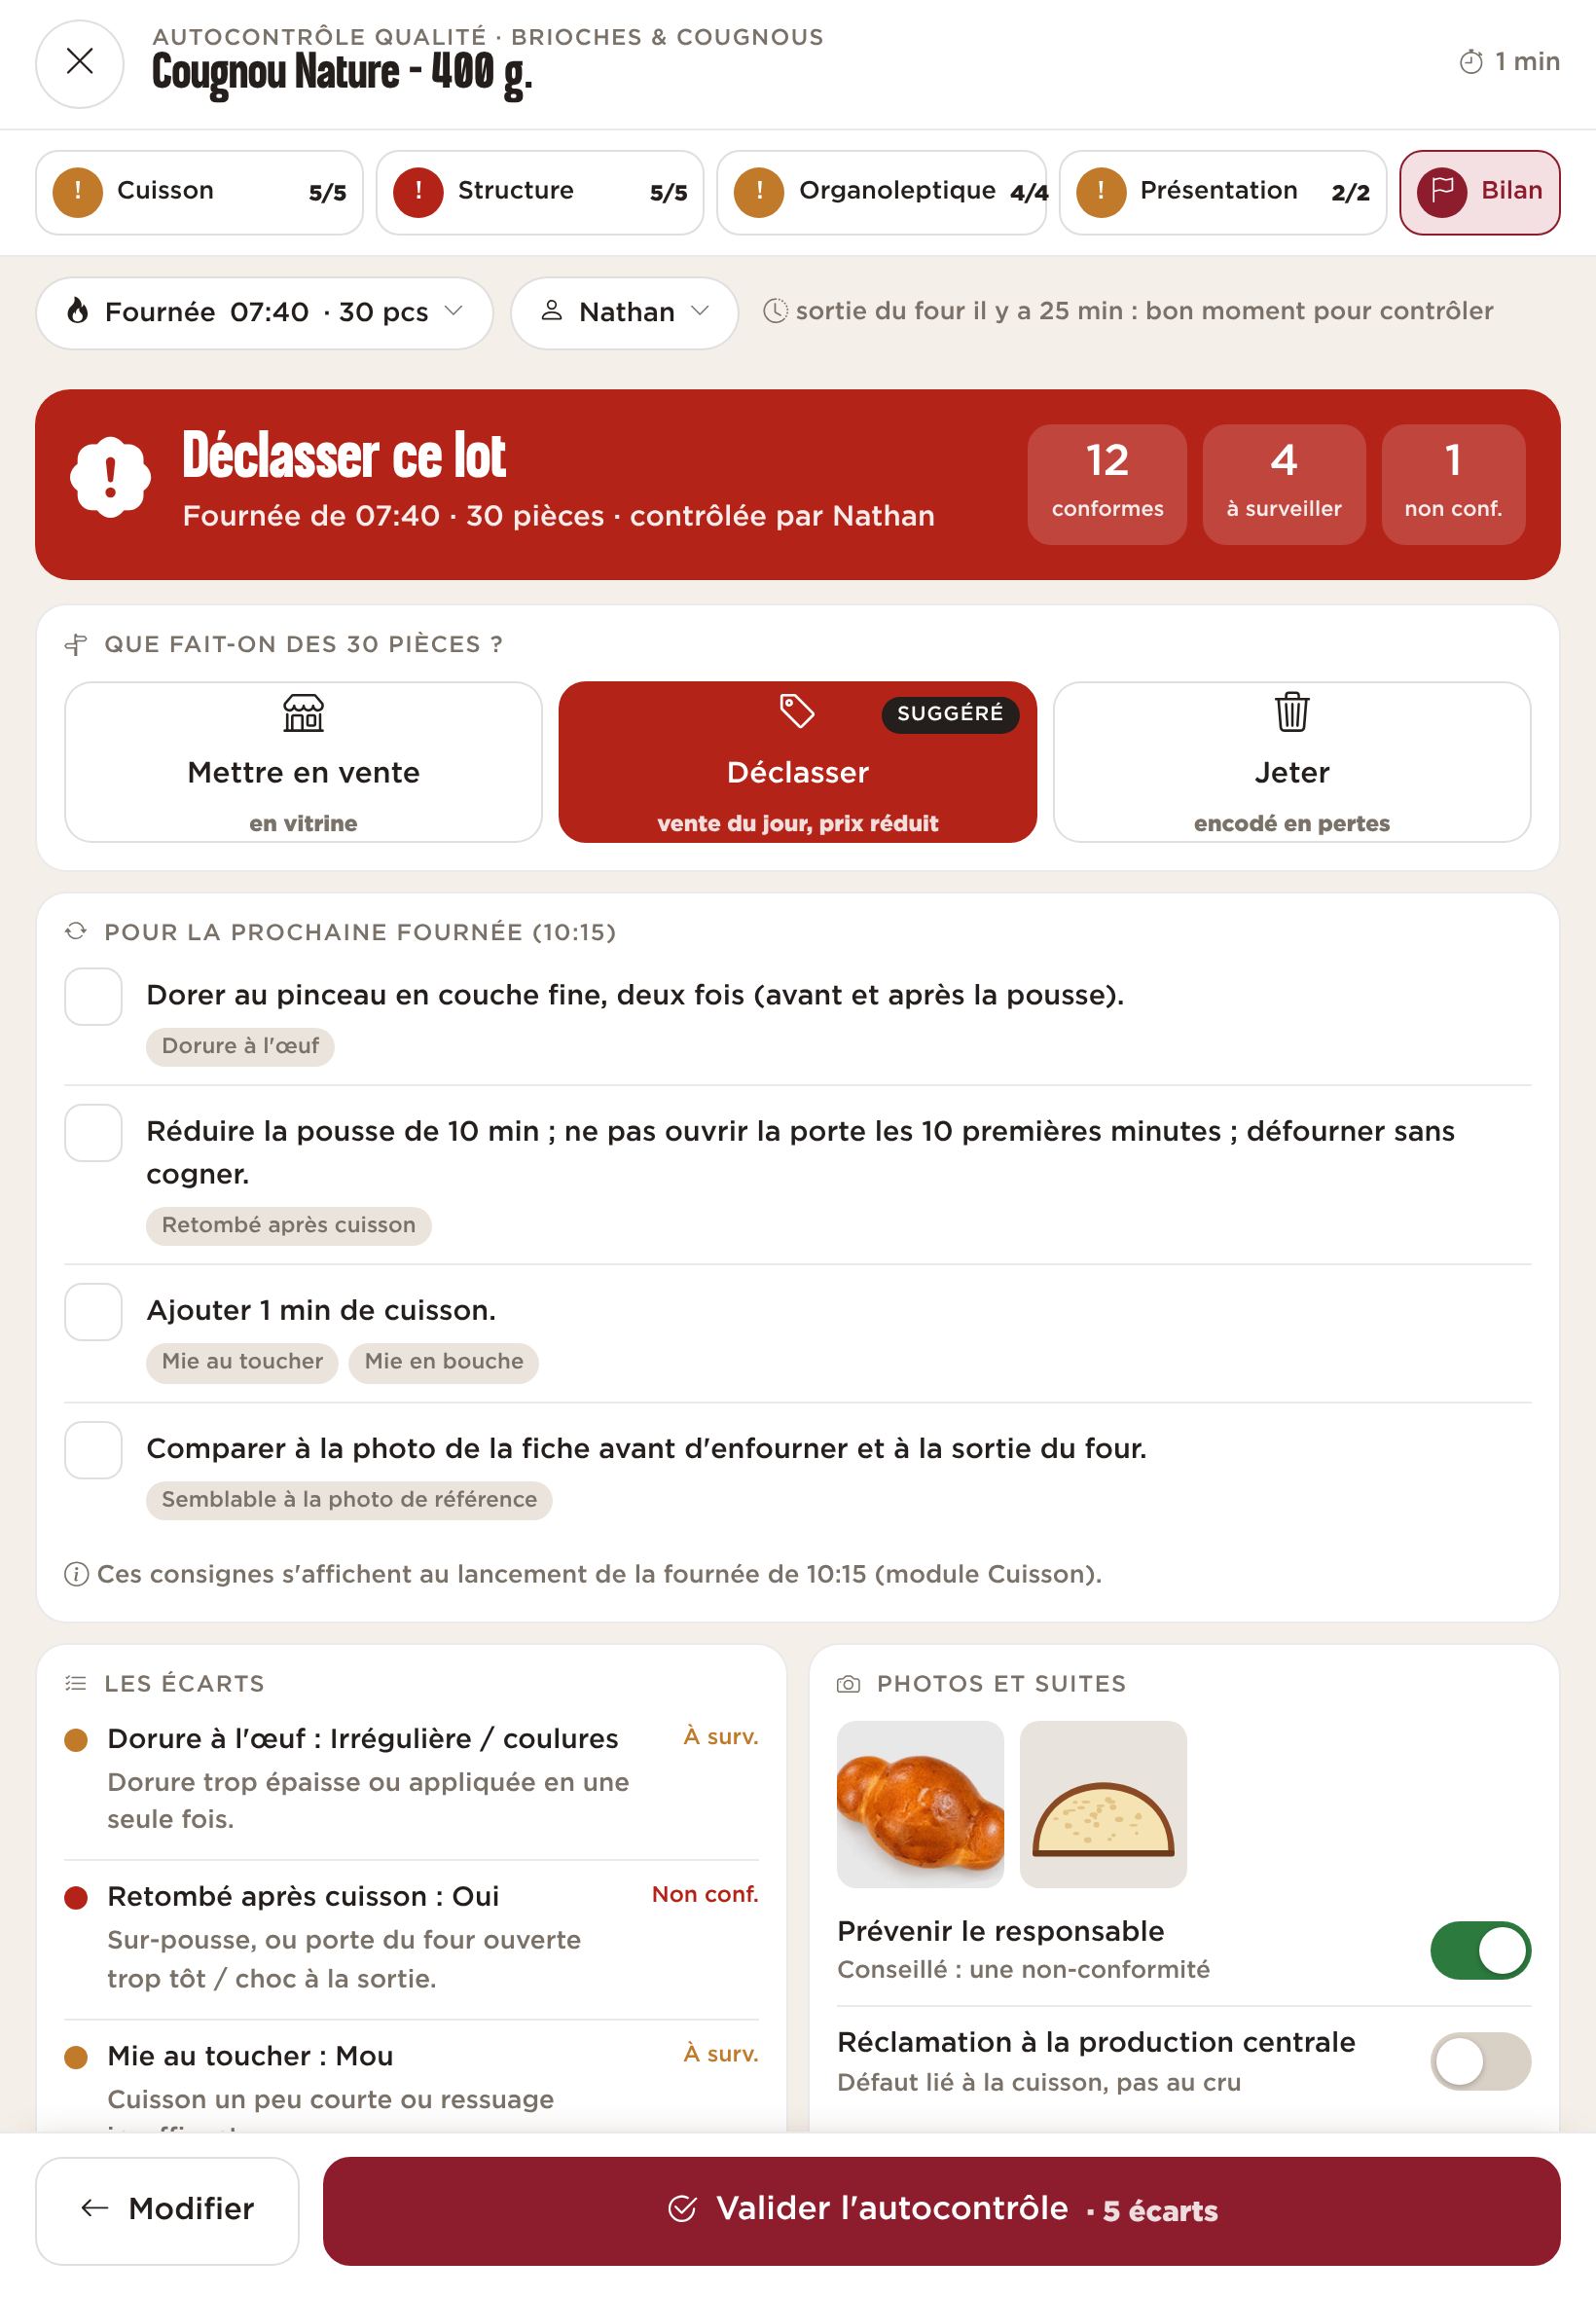 AUTOCONTRÔLE QUALITÉ · BRIOCHES & COUGNOUS
Cougnou Nature - 400 g.
1 min
! Cuisson 5/5
! Structure 5/5
! Organoleptique 4/4
! Présentation 2/2
Bilan
Fournée 07:40 · 30 pcs
Nathan
sortie du four il y a 25 min : bon moment pour contrôler
Déclasser ce lot
Fournée de 07:40 · 30 pièces · contrôlée par Nathan
12 conformes
4 à surveiller
1 non conf.
QUE FAIT-ON DES 30 PIÈCES ?
Mettre en vente
en vitrine
SUGGÉRÉ
Déclasser
vente du jour, prix réduit
Jeter
encodé en pertes
POUR LA PROCHAINE FOURNÉE (10:15)
Dorer au pinceau en couche fine, deux fois (avant et après la pousse).
Dorure à l'œuf
Réduire la pousse de 10 min ; ne pas ouvrir la porte les 10 premières minutes ; défourner sans
cogner.
Retombé après cuisson
Ajouter 1 min de cuisson.
Mie au toucher Mie en bouche
Comparer à la photo de la fiche avant d'enfourner et à la sortie du four.
Semblable à la photo de référence
Ces consignes s'affichent au lancement de la fournée de 10:15 (module Cuisson).
LES ÉCARTS
Dorure à l'œuf : Irrégulière / coulures À surv.
Dorure trop épaisse ou appliquée en une
seule fois.
Retombé après cuisson : Oui Non conf.
Sur-pousse, ou porte du four ouverte
trop tôt / choc à la sortie.
Mie au toucher : Mou À surv.
Cuisson un peu courte ou ressuage
PHOTOS ET SUITES
Prévenir le responsable
Conseillé : une non-conformité
Réclamation à la production centrale
Défaut lié à la cuisson, pas au cru
Modifier
Valider l'autocontrôle · 5 écarts